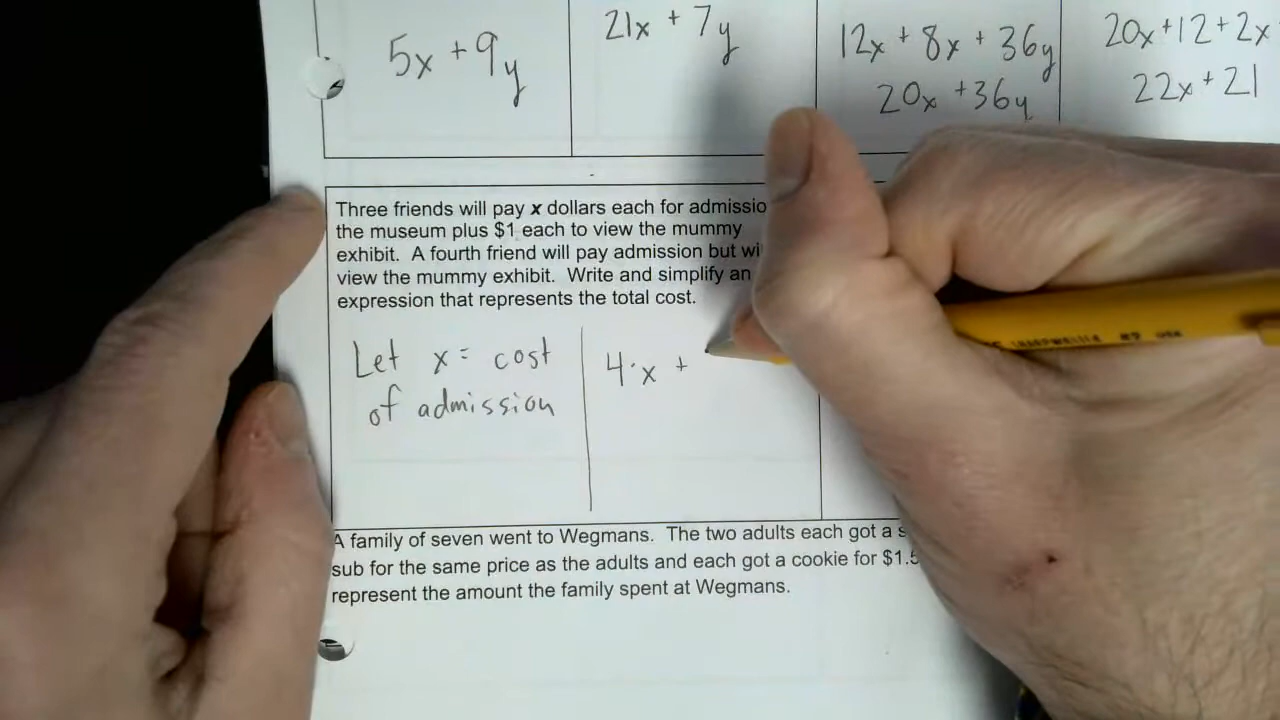 5x + 9y
21x + 7y
12x + 8x + 36y
20x + 36y
20x + 12 + 2x
22x + 21
Three friends will pay x dollars each for admissio
the museum plus $1 each to view the mummy
exhibit. A fourth friend will pay admission but wi
view the mummy exhibit. Write and simplify an
expression that represents the total cost.
Let x = cost
of admission
4·x +
A family of seven went to Wegmans. The two adults each got a s
sub for the same price as the adults and each got a cookie for $1.5
represent the amount the family spent at Wegmans.